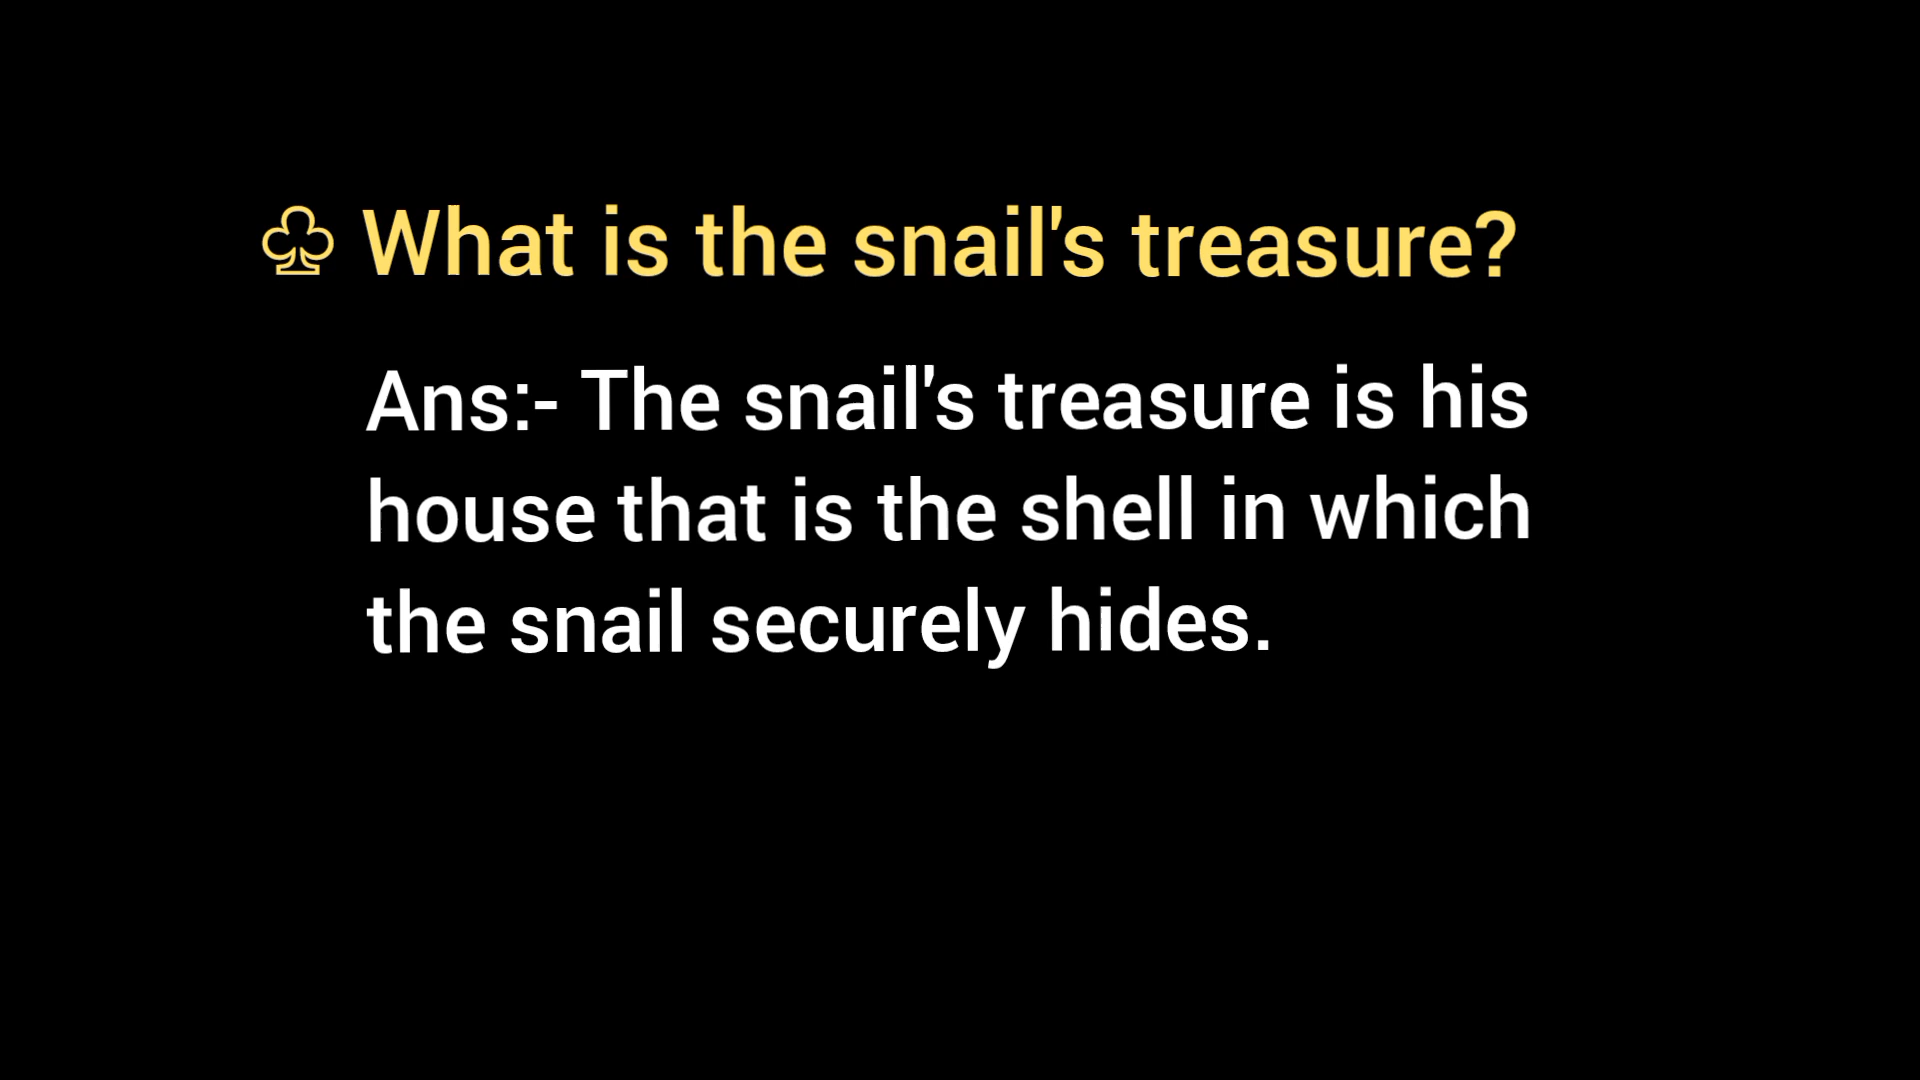 ♧ What is the snail's treasure?
Ans:- The snail's treasure is his
house that is the shell in which
the snail securely hides.